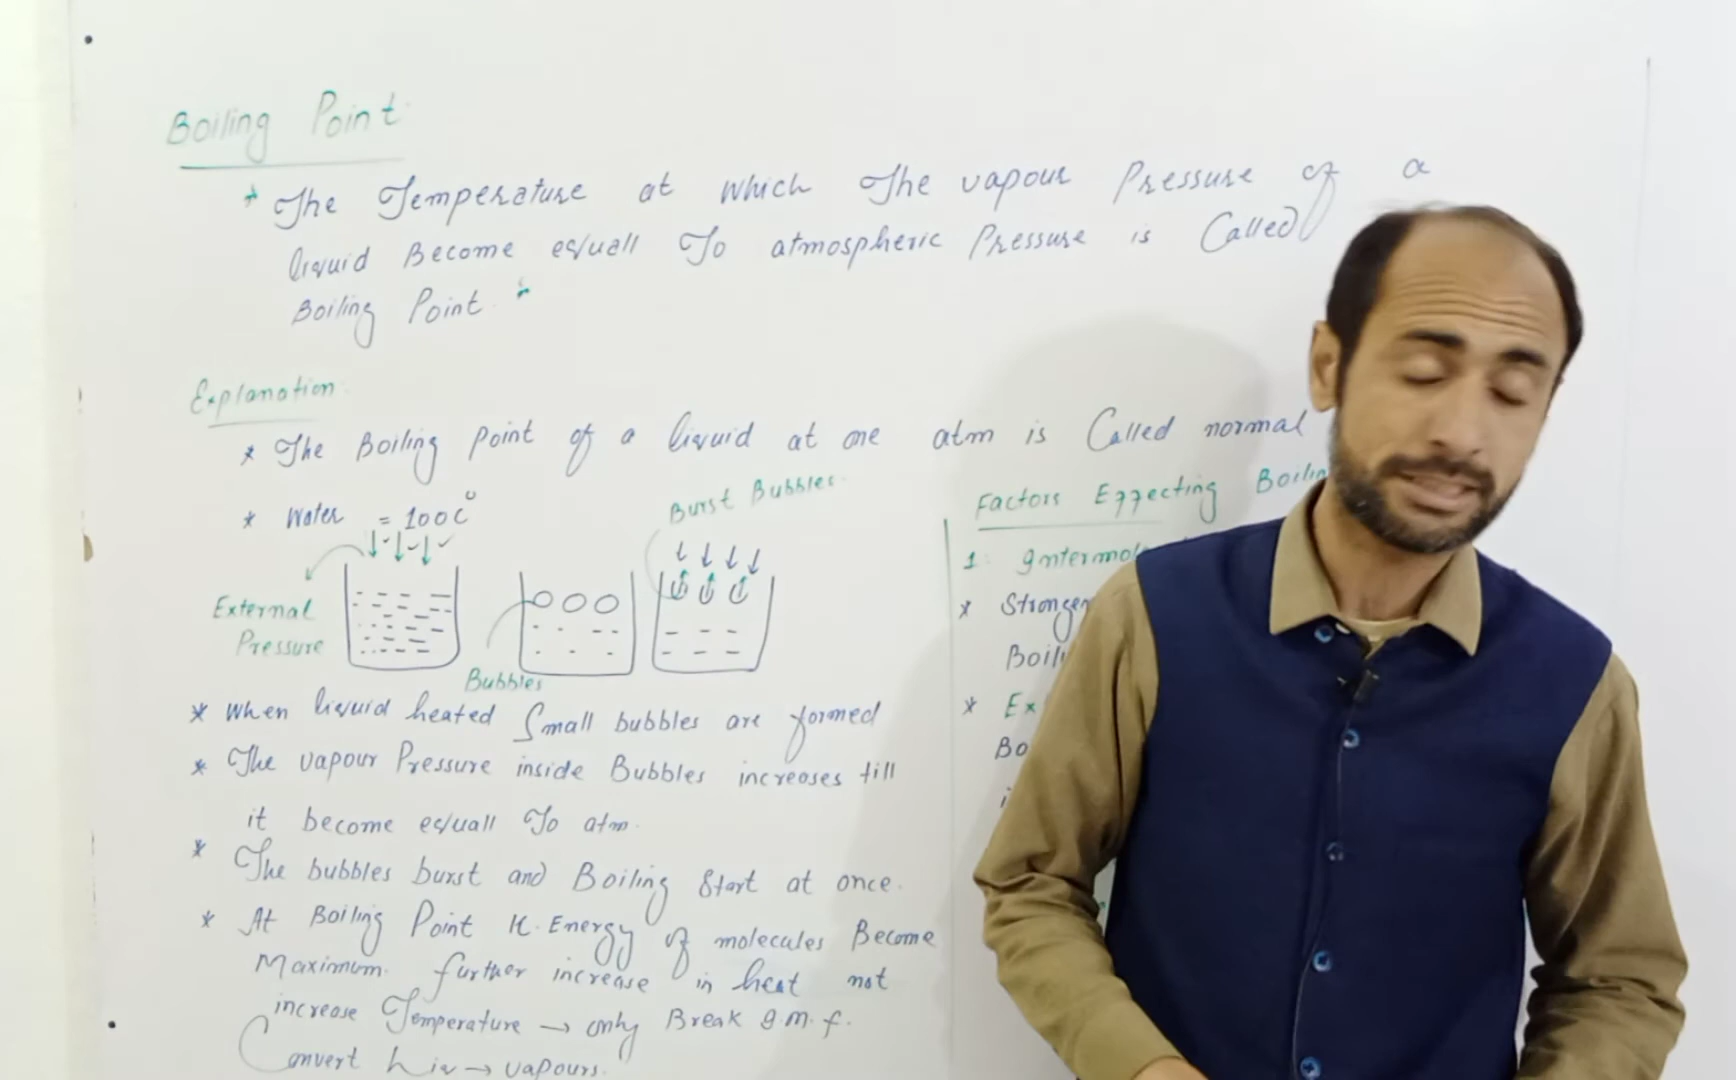 Boiling Point.
The Temperature at which The vapour Pressure of a
liquid Become equall To atmospheric Pressure is Called
Boiling Point.
Explanation.
* The Boiling Point of a liquid at one atm is Called normal
* Water = 100C°
External
Pressure
Bubbles
Burst Bubbles.
* When liquid heated Small bubbles are formed
* The vapour Pressure inside Bubbles increases till
it become equall To atm.
* The bubbles burst and Boiling Start at once.
* At Boiling Point K.Energy of molecules Become
Maximum. further increase in heat not
increase Temperature → only Break I.m.f.
Convert Liq → vapours.
Factors Effecting
1.
* Stronger
*